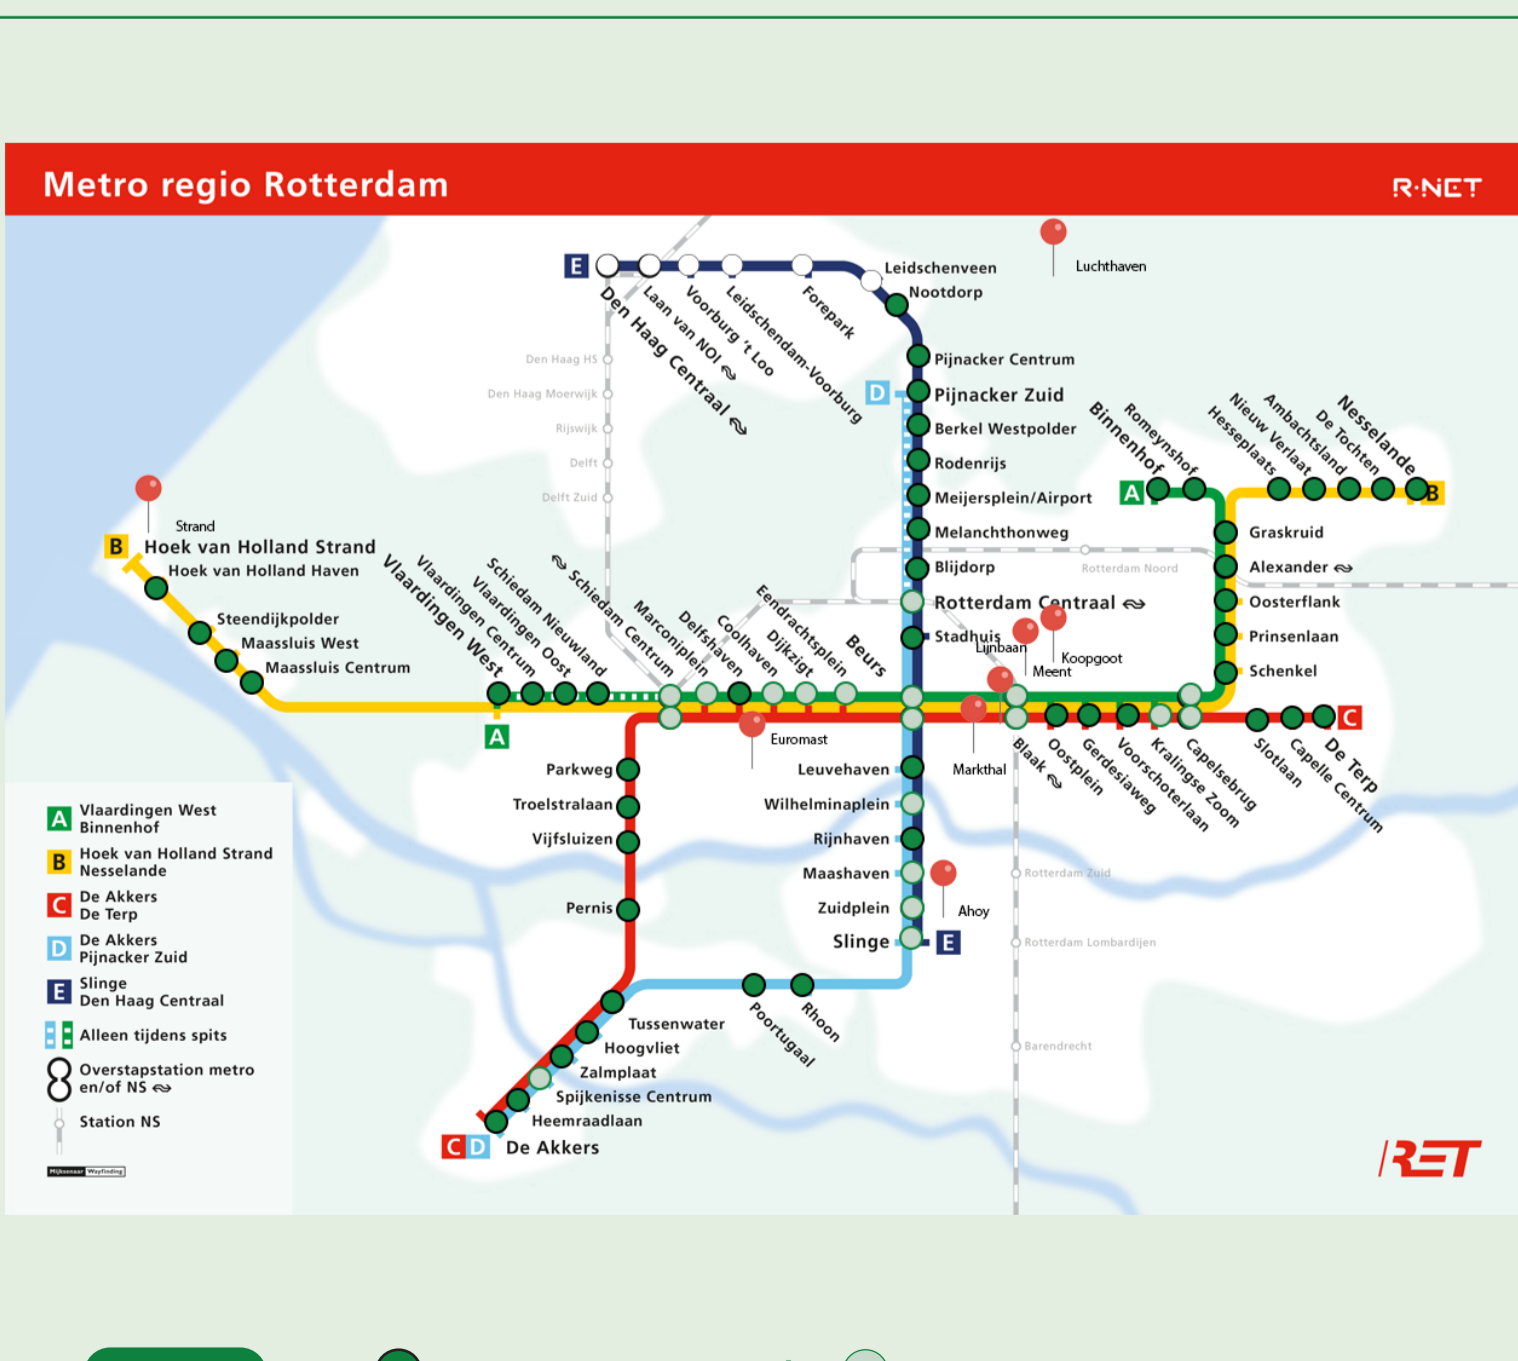 Metro regio Rotterdam
R·NET
Luchthaven
E
Leidschenveen
Nootdorp
Den Haag Centraal
Laan van NOI
Voorburg 't Loo
Leidschendam-Voorburg
Forepark
Den Haag HS
Den Haag Moerwijk
Rijswijk
Delft
Delft Zuid
Pijnacker Centrum
D
Pijnacker Zuid
Berkel Westpolder
Rodenrijs
Meijersplein/Airport
Melanchthonweg
Blijdorp
Rotterdam Centraal
Stadhuis
Rotterdam Noord
A
Binnenhof
Romeynshof
Hesseplaats
Nieuw Verlaat
Ambachtsland
De Tochten
Nesselande
B
Graskruid
Alexander
Oosterflank
Prinsenlaan
Schenkel
Strand
B
Hoek van Holland Strand
Hoek van Holland Haven
Steendijkpolder
Maassluis West
Maassluis Centrum
Vlaardingen West
Vlaardingen Centrum
Vlaardingen Oost
Schiedam Nieuwland
Schiedam Centrum
Marconiplein
Delfshaven
Coolhaven
Dijkzigt
Eendrachtsplein
Beurs
Lijnbaan
Meent
Koopgoot
A
Euromast
Markthal
Blaak
Oostplein
Gerdesiaweg
Voorschoterlaan
Kralingse Zoom
Capelsebrug
Slotlaan
Capelle Centrum
De Terp
C
Parkweg
Troelstralaan
Vijfsluizen
Pernis
Leuvehaven
Wilhelminaplein
Rijnhaven
Maashaven
Zuidplein
Slinge
E
Ahoy
Rotterdam Zuid
Rotterdam Lombardijen
Barendrecht
Poortugaal
Rhoon
Tussenwater
Hoogvliet
Zalmplaat
Spijkenisse Centrum
Heemraadlaan
C D De Akkers
A Vlaardingen West
Binnenhof
B Hoek van Holland Strand
Nesselande
C De Akkers
De Terp
D De Akkers
Pijnacker Zuid
E Slinge
Den Haag Centraal
Alleen tijdens spits
Overstapstation metro
en/of NS
Station NS
Mijksenaar Wayfinding
RET